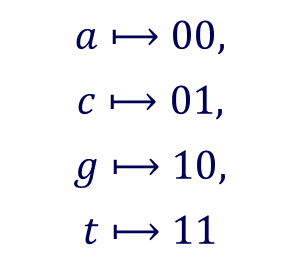 a ↦ 00,
c ↦ 01,
g ↦ 10,
t ↦ 11